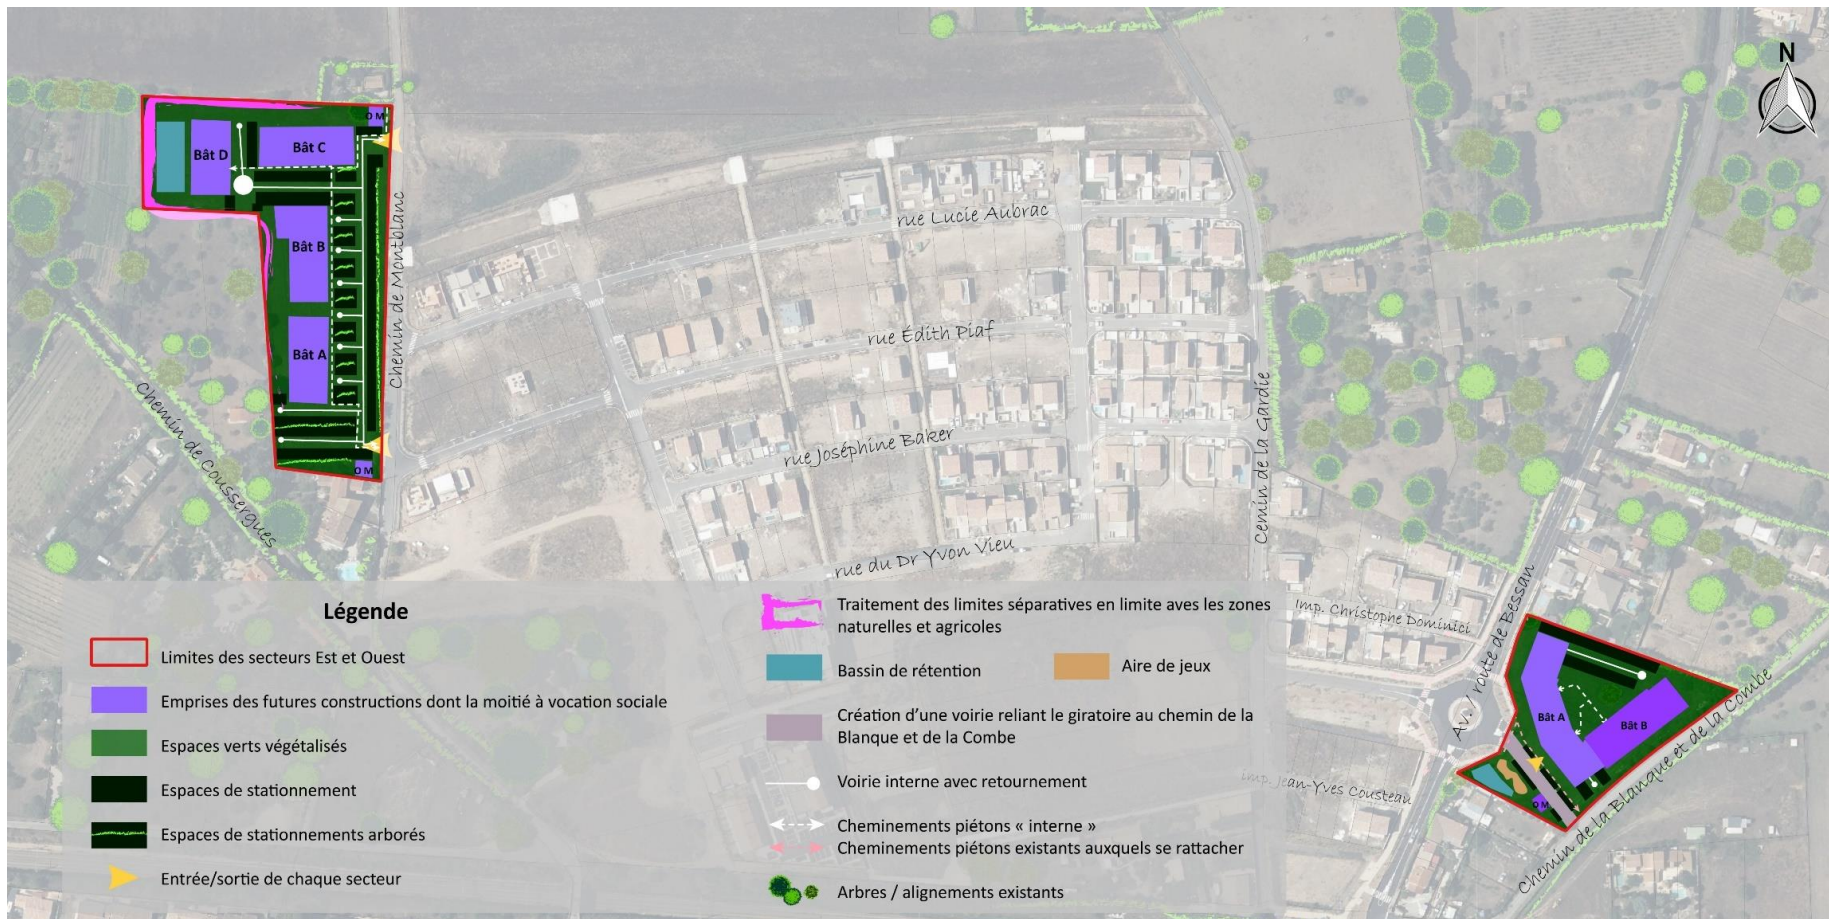 N
O M
Bât D
Bât C
Bât B
Bât A
O M
Chemin de Montblanc
Chemin de Coussergues
rue Lucie Aubrac
rue Édith Piaf
rue Joséphine Baker
rue du Dr Yvon Vieu
Cemin de la Gardie
Imp. Christophe Dominici
Av. / route de Bessan
imp. Jean-Yves Cousteau
Bât A
Bât B
O M
Chemin de la Blanque et de la Combe
Légende
Limites des secteurs Est et Ouest
Emprises des futures constructions dont la moitié à vocation sociale
Espaces verts végétalisés
Espaces de stationnement
Espaces de stationnements arborés
Entrée/sortie de chaque secteur
Traitement des limites séparatives en limite aves les zones
naturelles et agricoles
Bassin de rétention
Aire de jeux
Création d’une voirie reliant le giratoire au chemin de la
Blanque et de la Combe
Voirie interne avec retournement
Cheminements piétons « interne »
Cheminements piétons existants auxquels se rattacher
Arbres / alignements existants